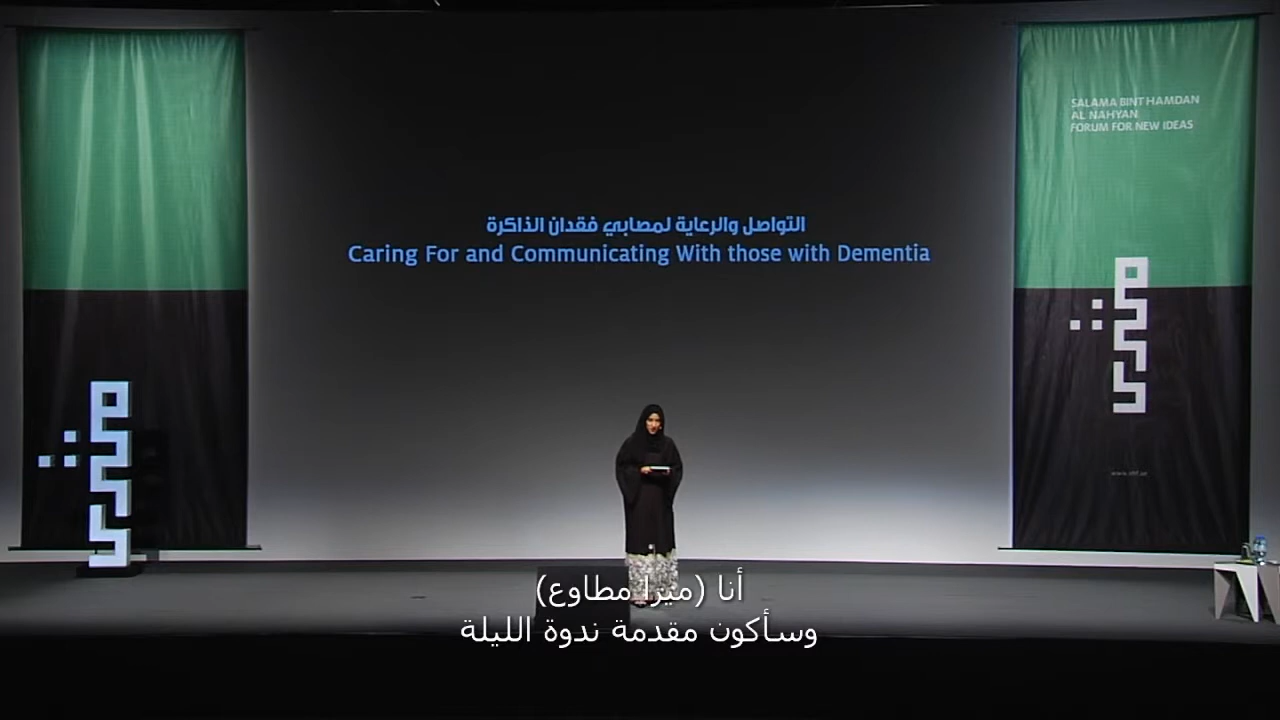 SALAMA BINT HAMDAN
AL NAHYAN
FORUM FOR NEW IDEAS
التواصل والرعاية لمصابي فقدان الذاكرة
Caring For and Communicating With those with Dementia
أنا (ميرا مطاوع)
وسأكون مقدمة ندوة الليلة